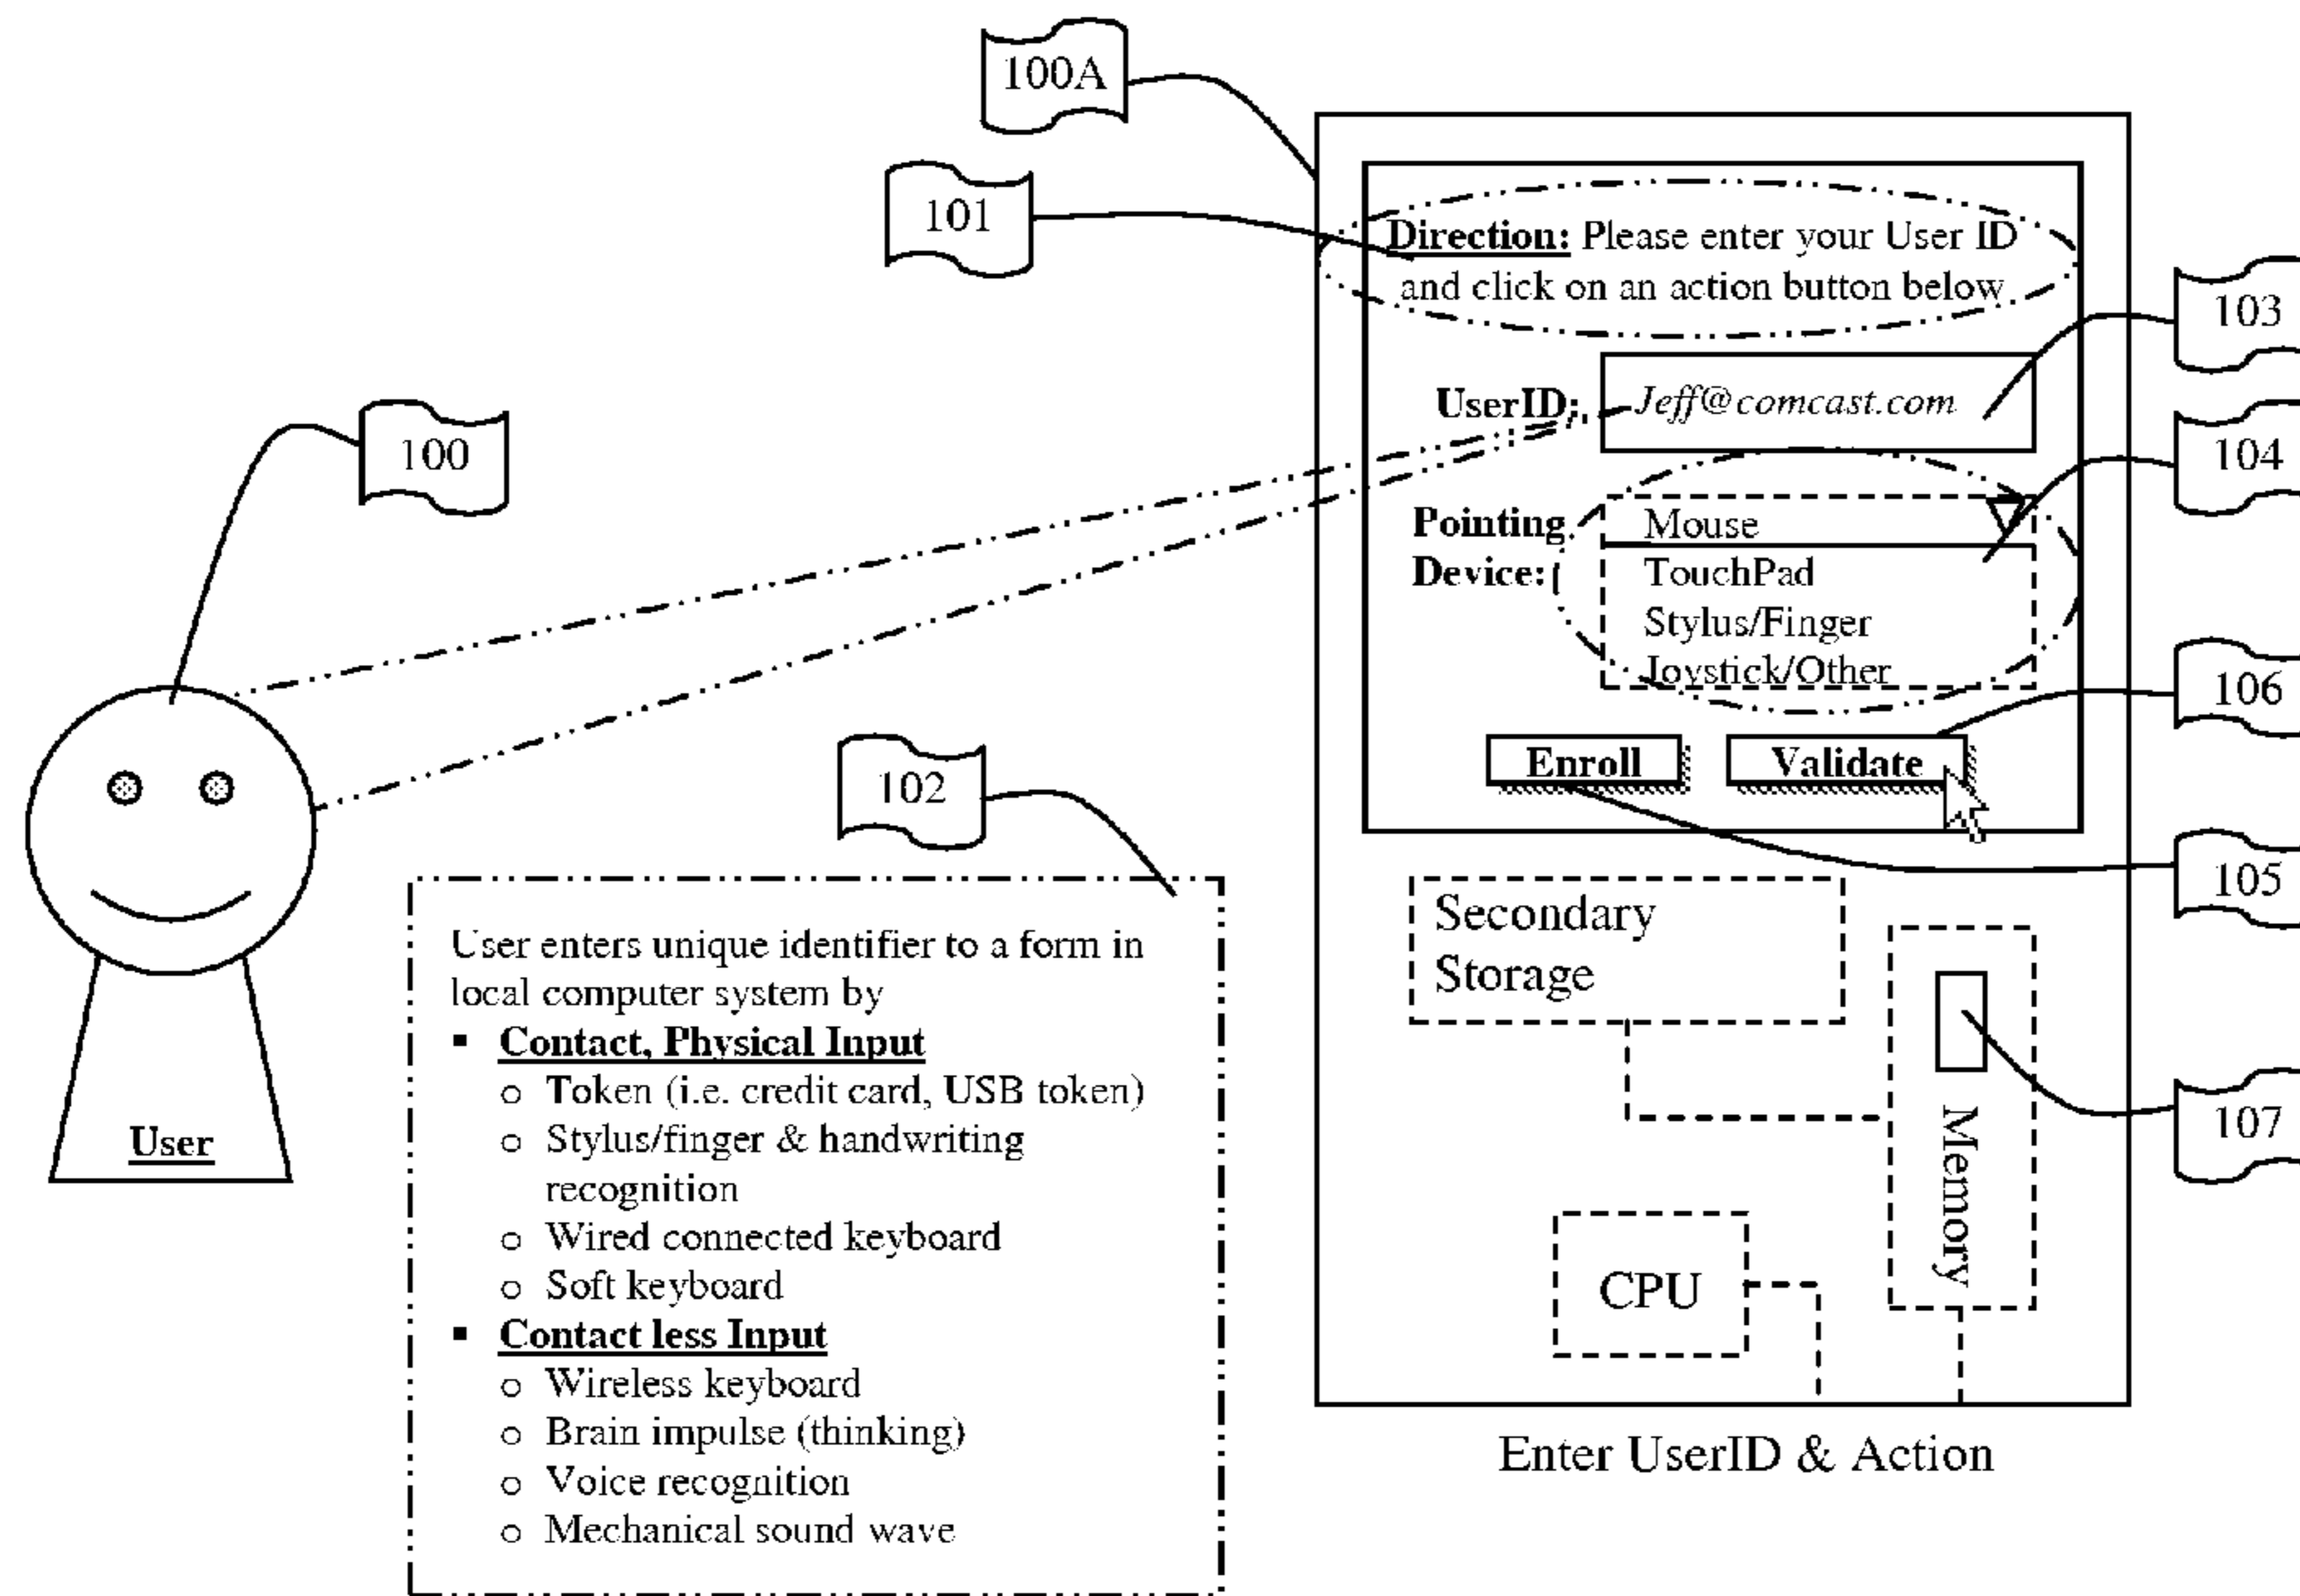 100A
101
Direction: Please enter your User ID
and click on an action button below
103
UserID:
Jeff@comcast.com
100
104
Pointing
Device:
Mouse
TouchPad
Stylus/Finger
Joystick/Other
106
Enroll
Validate
102
105
User enters unique identifier to a form in
local computer system by
▪ Contact, Physical Input
o Token (i.e. credit card, USB token)
o Stylus/finger & handwriting
recognition
o Wired connected keyboard
o Soft keyboard
▪ Contact less Input
o Wireless keyboard
o Brain impulse (thinking)
o Voice recognition
o Mechanical sound wave
User
Secondary
Storage
Memory
107
CPU
Enter UserID & Action